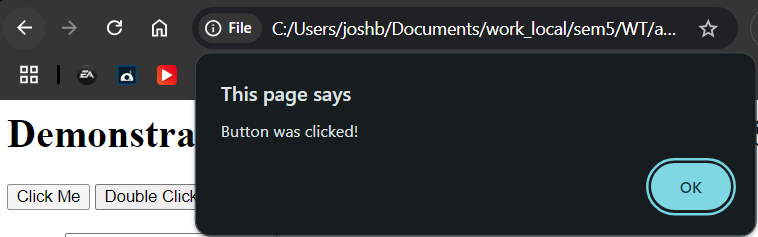 File C:/Users/joshb/Documents/work_local/sem5/WT/a...
EA
This page says
Button was clicked!
OK
Demonstra
Click Me Double Click